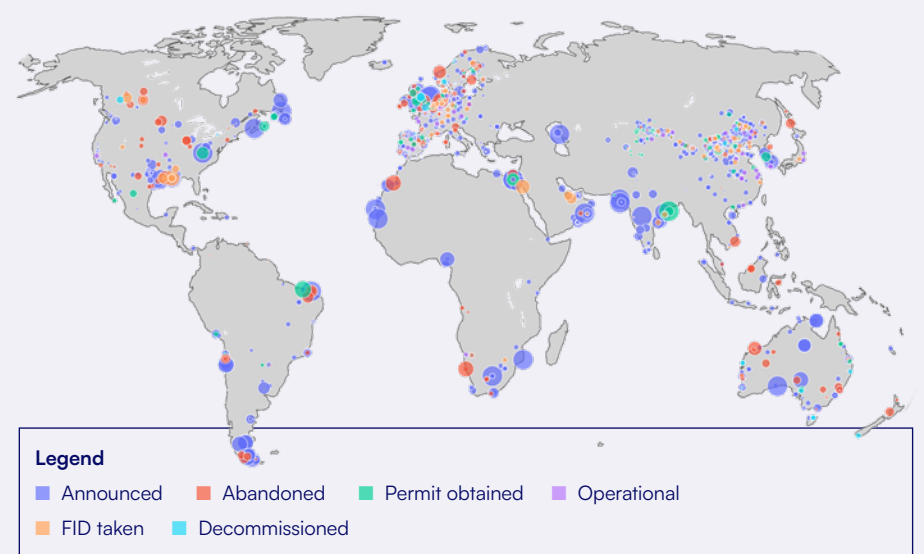 Legend
Announced Abandoned Permit obtained Operational
FID taken Decommissioned